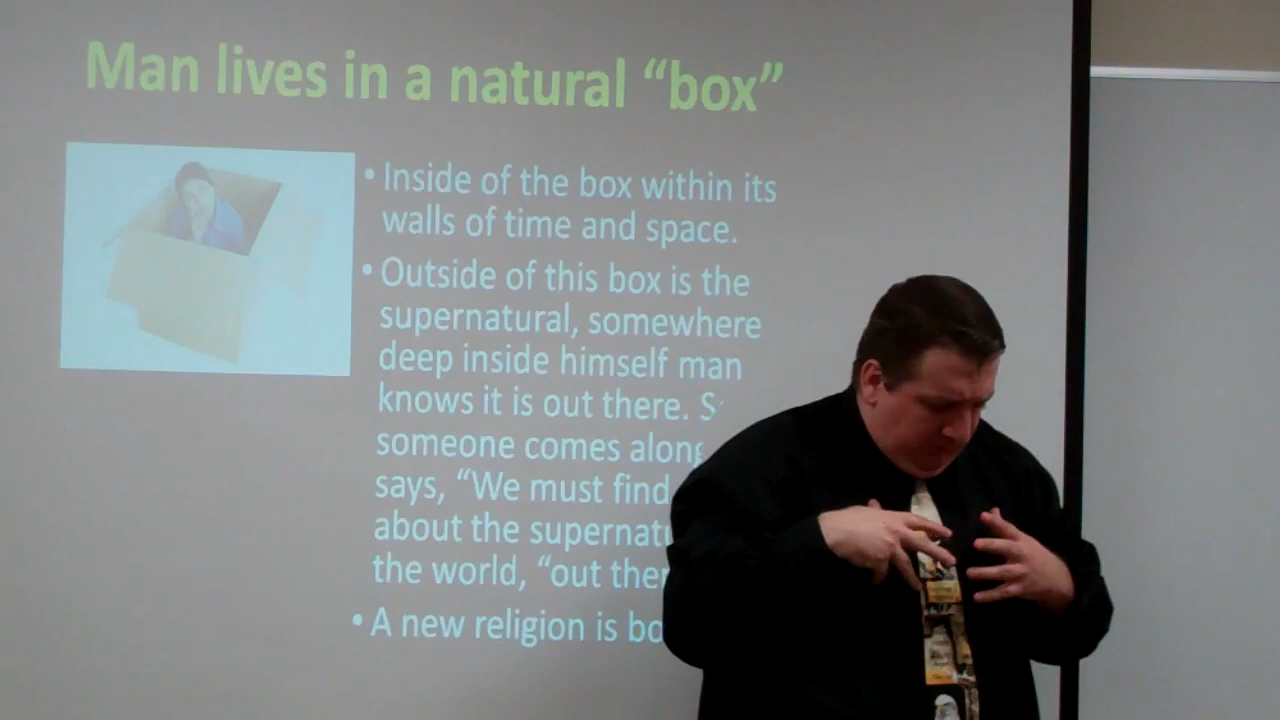 Man lives in a natural “box”
• Inside of the box within its
walls of time and space.
• Outside of this box is the
supernatural, somewhere
deep inside himself man
knows it is out there.
someone comes along
says, “We must find
about the
the world, “out
• A new religion is